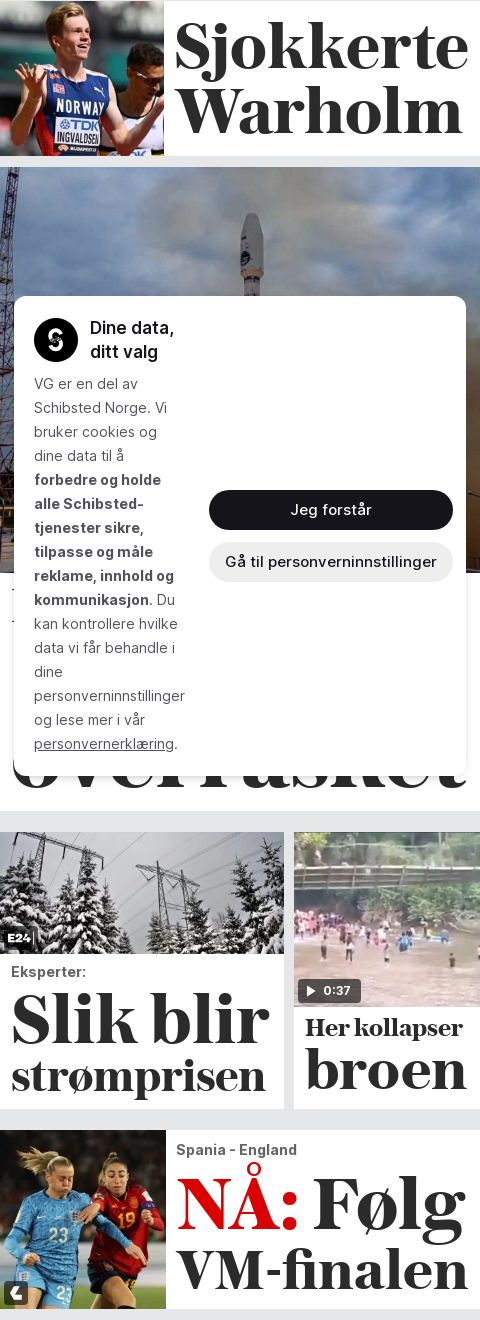 Sjokkerte
Warholm
NORWAY
TDK
INGVALDSEN
BUDAPEST 23
Dine data,
ditt valg
VG er en del av
Schibsted Norge. Vi
bruker cookies og
dine data til å
forbedre og holde
alle Schibsted-
tjenester sikre,
tilpasse og måle
reklame, innhold og
kommunikasjon. Du
kan kontrollere hvilke
data vi får behandle i
dine
personverninnstillinger
og lese mer i vår
personvernerklæring.
Jeg forstår
Gå til personverninnstillinger
overrasket
E24
Eksperter:
Slik blir
strømprisen
0:37
Her kollapser
broen
Spania - England
NÅ: Følg
VM-finalen
23
19
23